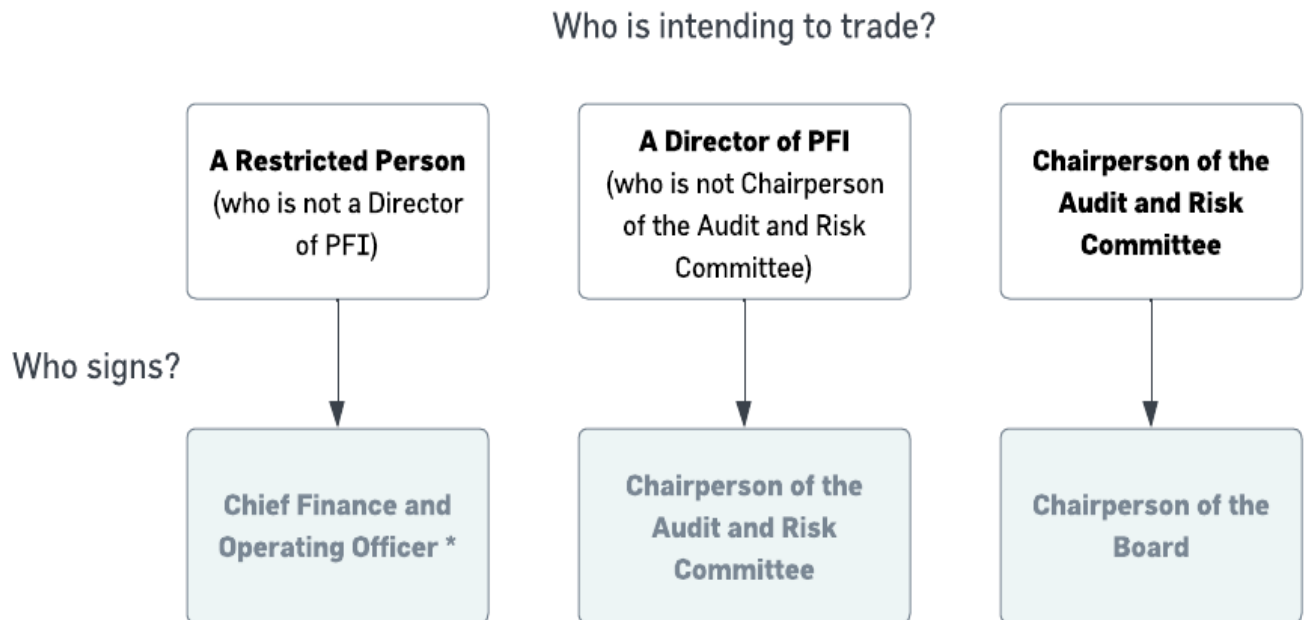 Who is intending to trade?
A Restricted Person
(who is not a Director
of PFI)
A Director of PFI
(who is not Chairperson
of the Audit and Risk
Committee)
Chairperson of the
Audit and Risk
Committee
Who signs?
Chief Finance and
Operating Officer *
Chairperson of the
Audit and Risk
Committee
Chairperson of the
Board